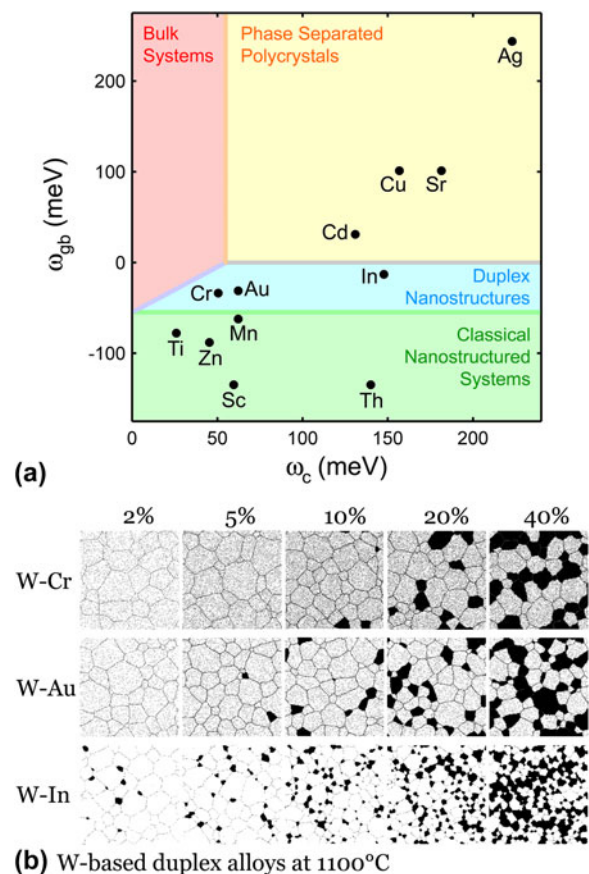 Bulk
Systems
Phase Separated
Polycrystals
Ag
200
Cu
Sr
100
Cd
ω_gb (meV)
0
In
Duplex
Nanostructures
Cr
Au
Mn
Ti
Zn
Classical
Nanostructured
Systems
-100
Sc
Th
0 50 100 150 200
ω_c (meV)
(a)
2% 5% 10% 20% 40%
W-Cr
W-Au
W-In
(b) W-based duplex alloys at 1100°C